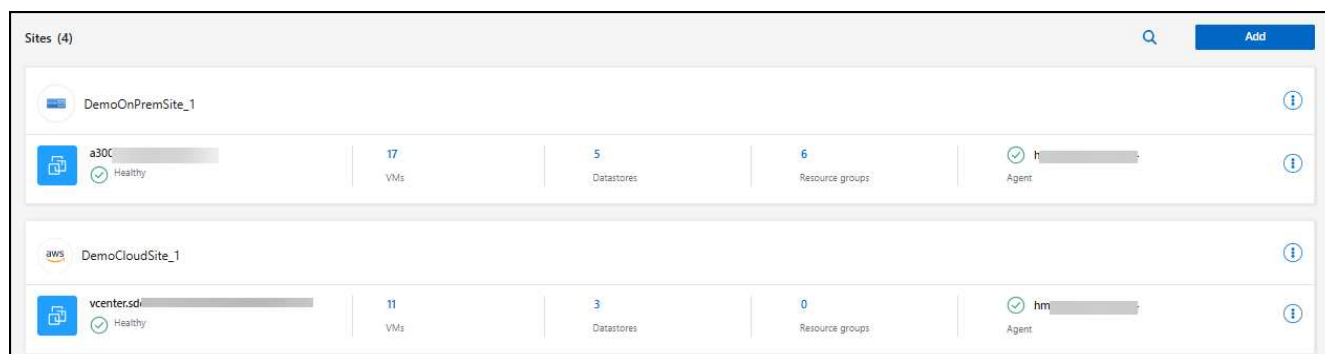 Sites (4)
Add
DemoOnPremSite_1
a300
Healthy
17
VMs
5
Datastores
6
Resource groups
h
Agent
aws
DemoCloudSite_1
vcenter.sd
Healthy
11
VMs
3
Datastores
0
Resource groups
hm
Agent